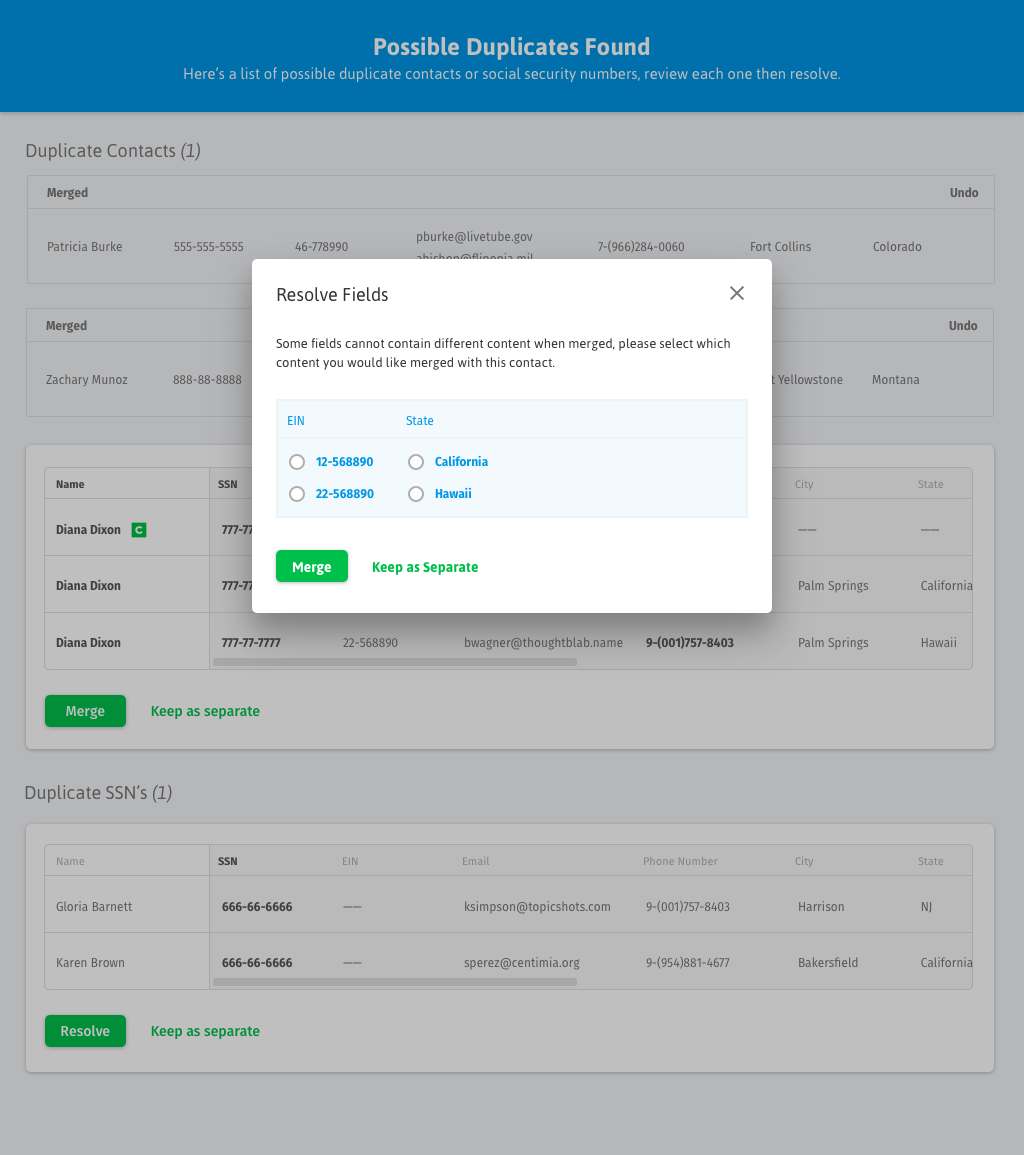 Possible Duplicates Found
Here's a list of possible duplicate contacts or social security numbers, review each one then resolve.
Duplicate Contacts (1)
Merged Undo
pburke@livetube.gov
Patricia Burke 555-555-5555 46-778990 7-(966)284-0060 Fort Collins Colorado
Merged Undo
Zachary Munoz 888-88-8888 Yellowstone Montana
Resolve Fields
Some fields cannot contain different content when merged, please select which
content you would like merged with this contact.
EIN State
12-568890 California
22-568890 Hawaii
Merge Keep as Separate
Name SSN City State
Diana Dixon C 777-77 —— ——
Diana Dixon 777-77 Palm Springs California
Diana Dixon 777-77-7777 22-568890 bwagner@thoughtblab.name 9-(001)757-8403 Palm Springs Hawaii
Merge Keep as separate
Duplicate SSN's (1)
Name SSN EIN Email Phone Number City State
Gloria Barnett 666-66-6666 —— ksimpson@topicshots.com 9-(001)757-8403 Harrison NJ
Karen Brown 666-66-6666 —— sperez@centimia.org 9-(954)881-4677 Bakersfield California
Resolve Keep as separate